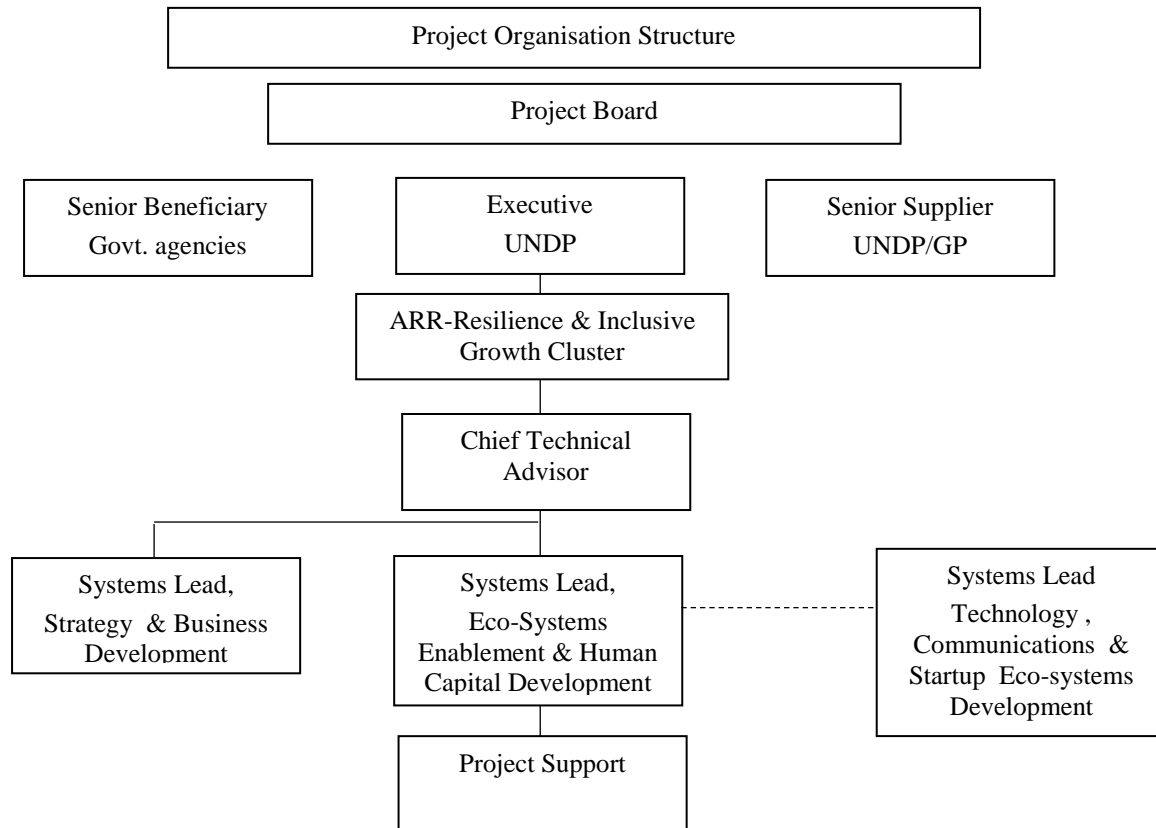 Project Organisation Structure
Project Board
Senior Beneficiary
Govt. agencies
Executive
UNDP
Senior Supplier
UNDP/GP
ARR-Resilience & Inclusive
Growth Cluster
Chief Technical
Advisor
Systems Lead,
Strategy & Business
Development
Systems Lead,
Eco-Systems
Enablement & Human
Capital Development
Systems Lead
Technology ,
Communications &
Startup Eco-systems
Development
Project Support